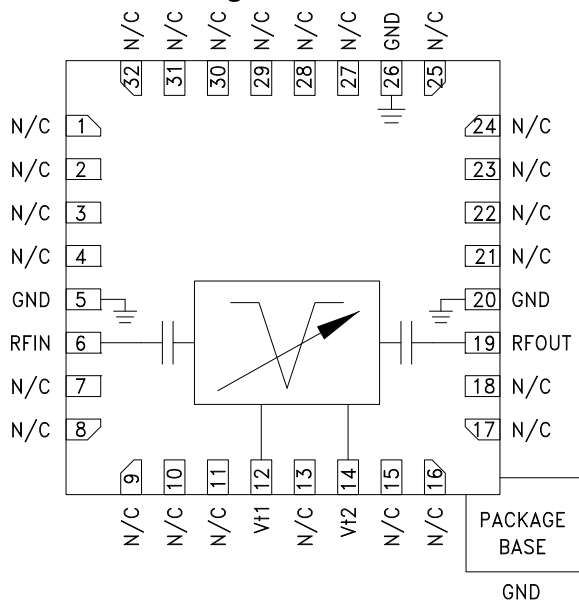 N/C N/C N/C N/C N/C N/C GND N/C
32 31 30 29 28 27 26 25
N/C 1
N/C 2
N/C 3
N/C 4
GND 5
RFIN 6
N/C 7
N/C 8
24 N/C
23 N/C
22 N/C
21 N/C
20 GND
19 RFOUT
18 N/C
17 N/C
9 10 11 12 13 14 15 16
N/C N/C N/C Vt1 N/C Vt2 N/C N/C
PACKAGE
BASE
GND